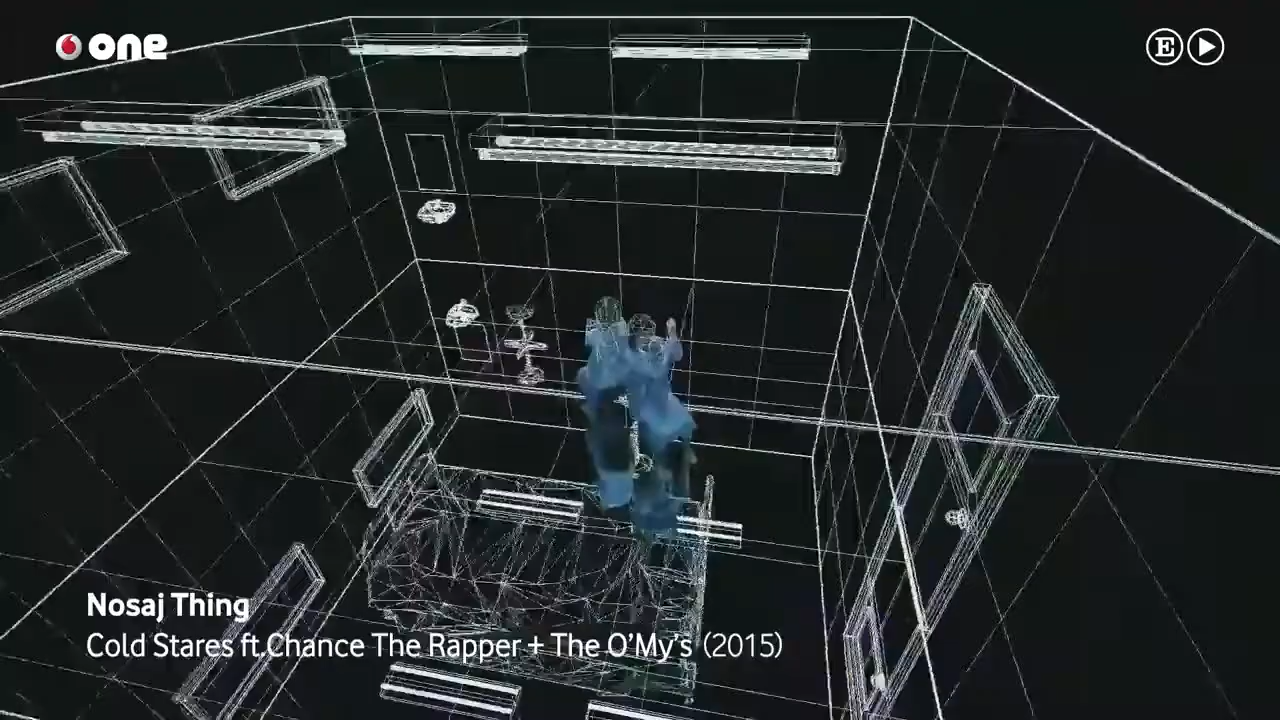 one
E
Nosaj Thing
Cold Stares ft.Chance The Rapper + The O'My's (2015)